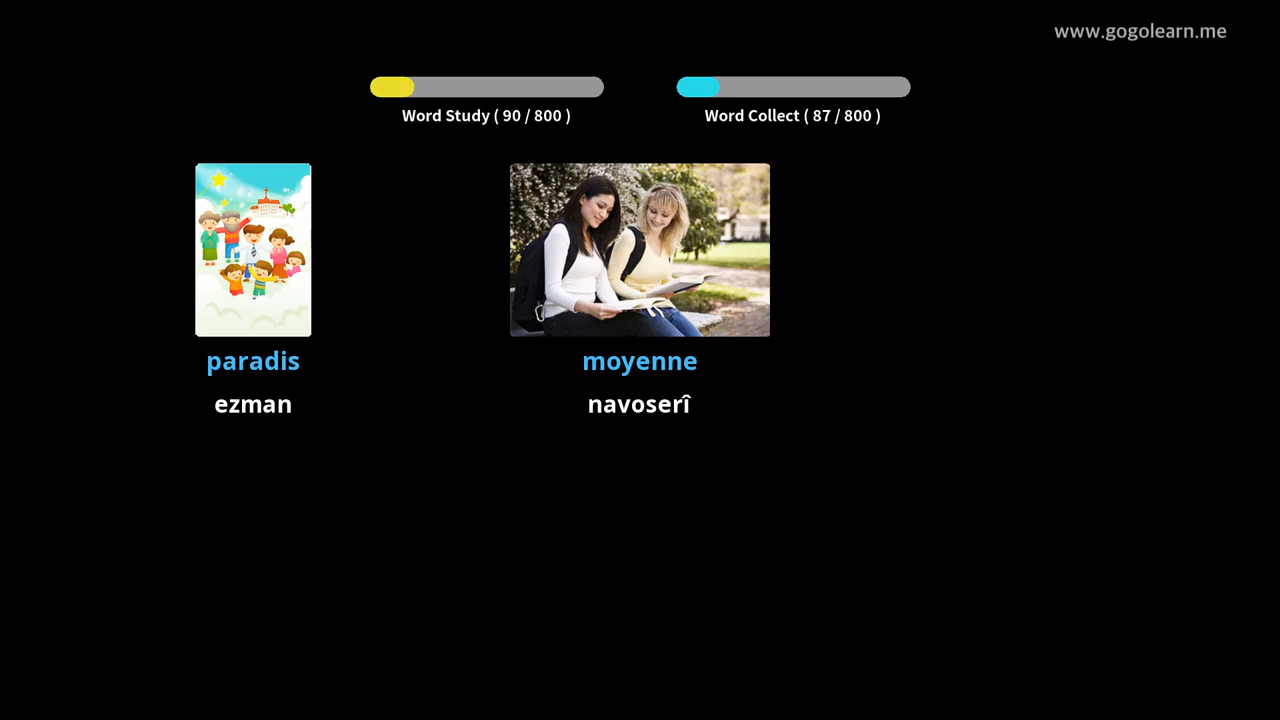 www.gogolearn.me
Word Study ( 90 / 800 )
Word Collect ( 87 / 800 )
paradis
moyenne
ezman
navoserî